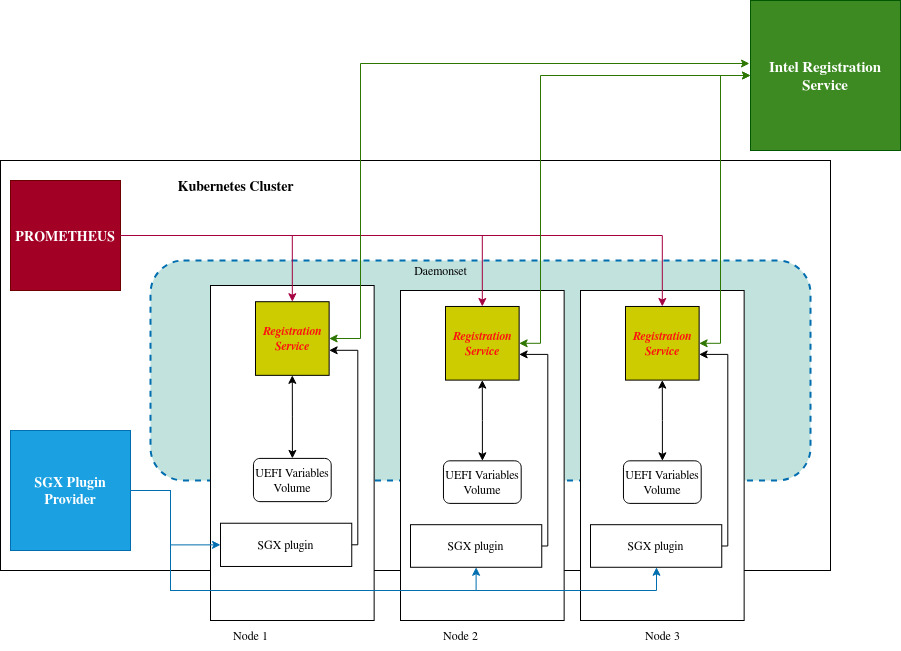 Intel Registration
Service
Kubernetes Cluster
PROMETHEUS
Daemonset
Registration
Service
Registration
Service
Registration
Service
UEFI Variables
Volume
UEFI Variables
Volume
UEFI Variables
Volume
SGX Plugin
Provider
SGX plugin
SGX plugin
SGX plugin
Node 1
Node 2
Node 3